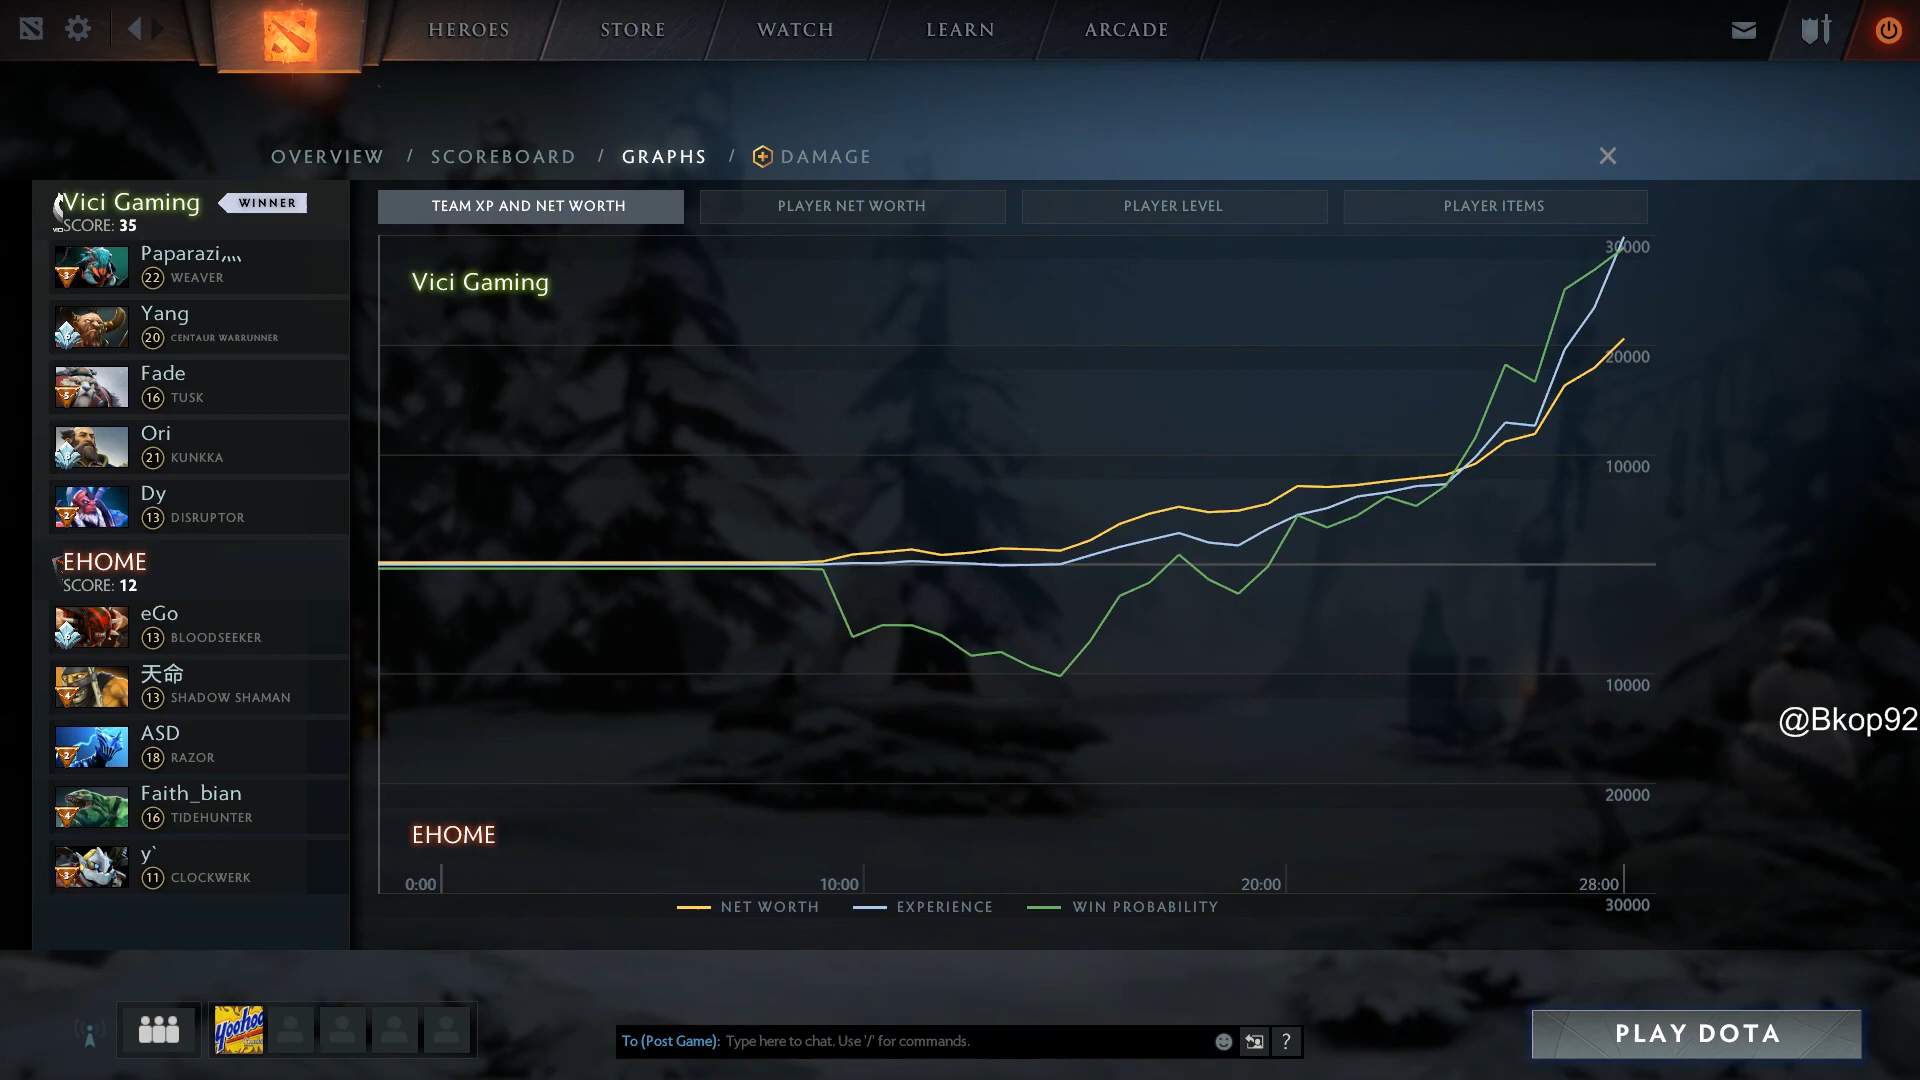 HEROES
STORE
WATCH
LEARN
ARCADE
OVERVIEW / SCOREBOARD / GRAPHS / DAMAGE
Vici Gaming
WINNER
SCORE: 35
Paparazi灬
22 WEAVER
Yang
20 CENTAUR WARRUNNER
Fade
16 TUSK
Ori
21 KUNKKA
Dy
13 DISRUPTOR
EHOME
SCORE: 12
eGo
13 BLOODSEEKER
天命
13 SHADOW SHAMAN
ASD
18 RAZOR
Faith_bian
16 TIDEHUNTER
y`
11 CLOCKWERK
TEAM XP AND NET WORTH
PLAYER NET WORTH
PLAYER LEVEL
PLAYER ITEMS
Vici Gaming
30000
20000
10000
10000
20000
30000
EHOME
0:00
10:00
20:00
28:00
NET WORTH
EXPERIENCE
WIN PROBABILITY
@Bkop92
Yoohoo
To (Post Game): Type here to chat. Use '/' for commands.
?
PLAY DOTA